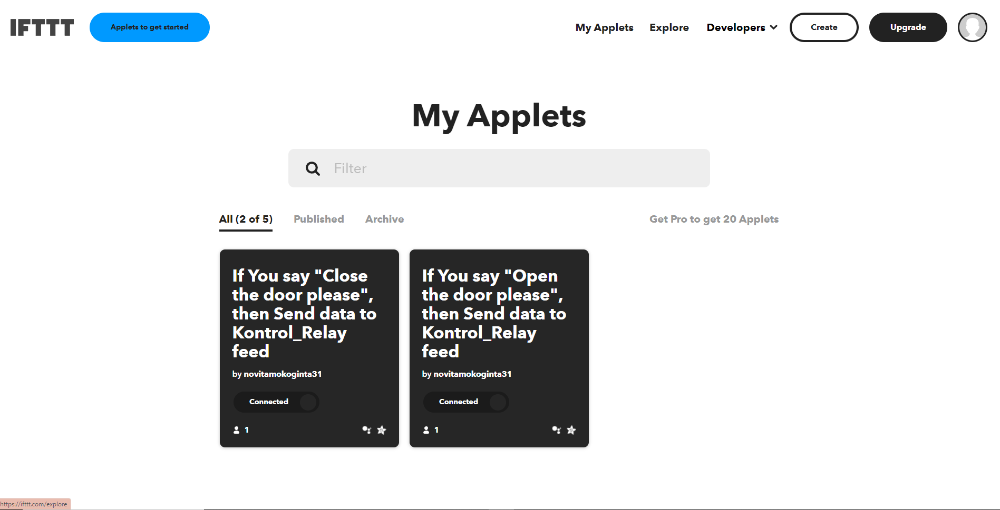 IFTTT
Applets to get started
My Applets
Explore
Developers
Create
Upgrade
My Applets
Filter
All (2 of 5)
Published
Archive
Get Pro to get 20 Applets
If You say "Close
the door please",
then Send data to
Kontrol_Relay
feed
by novitamokoginta31
Connected
1
If You say "Open
the door please",
then Send data to
Kontrol_Relay
feed
by novitamokoginta31
Connected
1
https://ifttt.com/explore